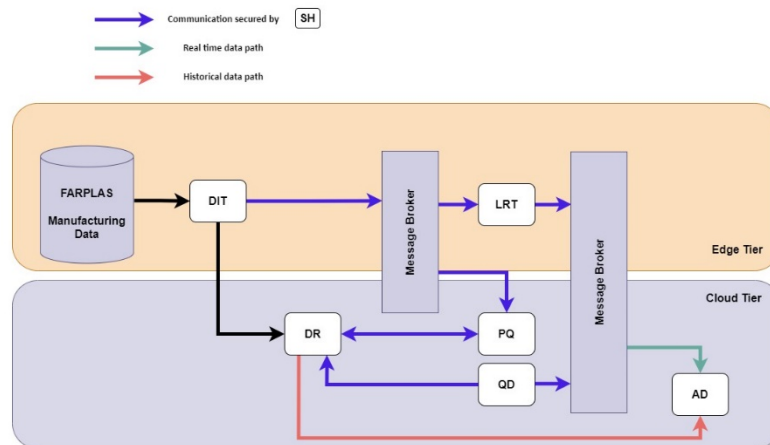 Communication secured by SH
Real time data path
Historical data path
FARPLAS
Manufacturing
Data
DIT
Message Broker
LRT
Message Broker
Edge Tier
Cloud Tier
DR
PQ
QD
AD